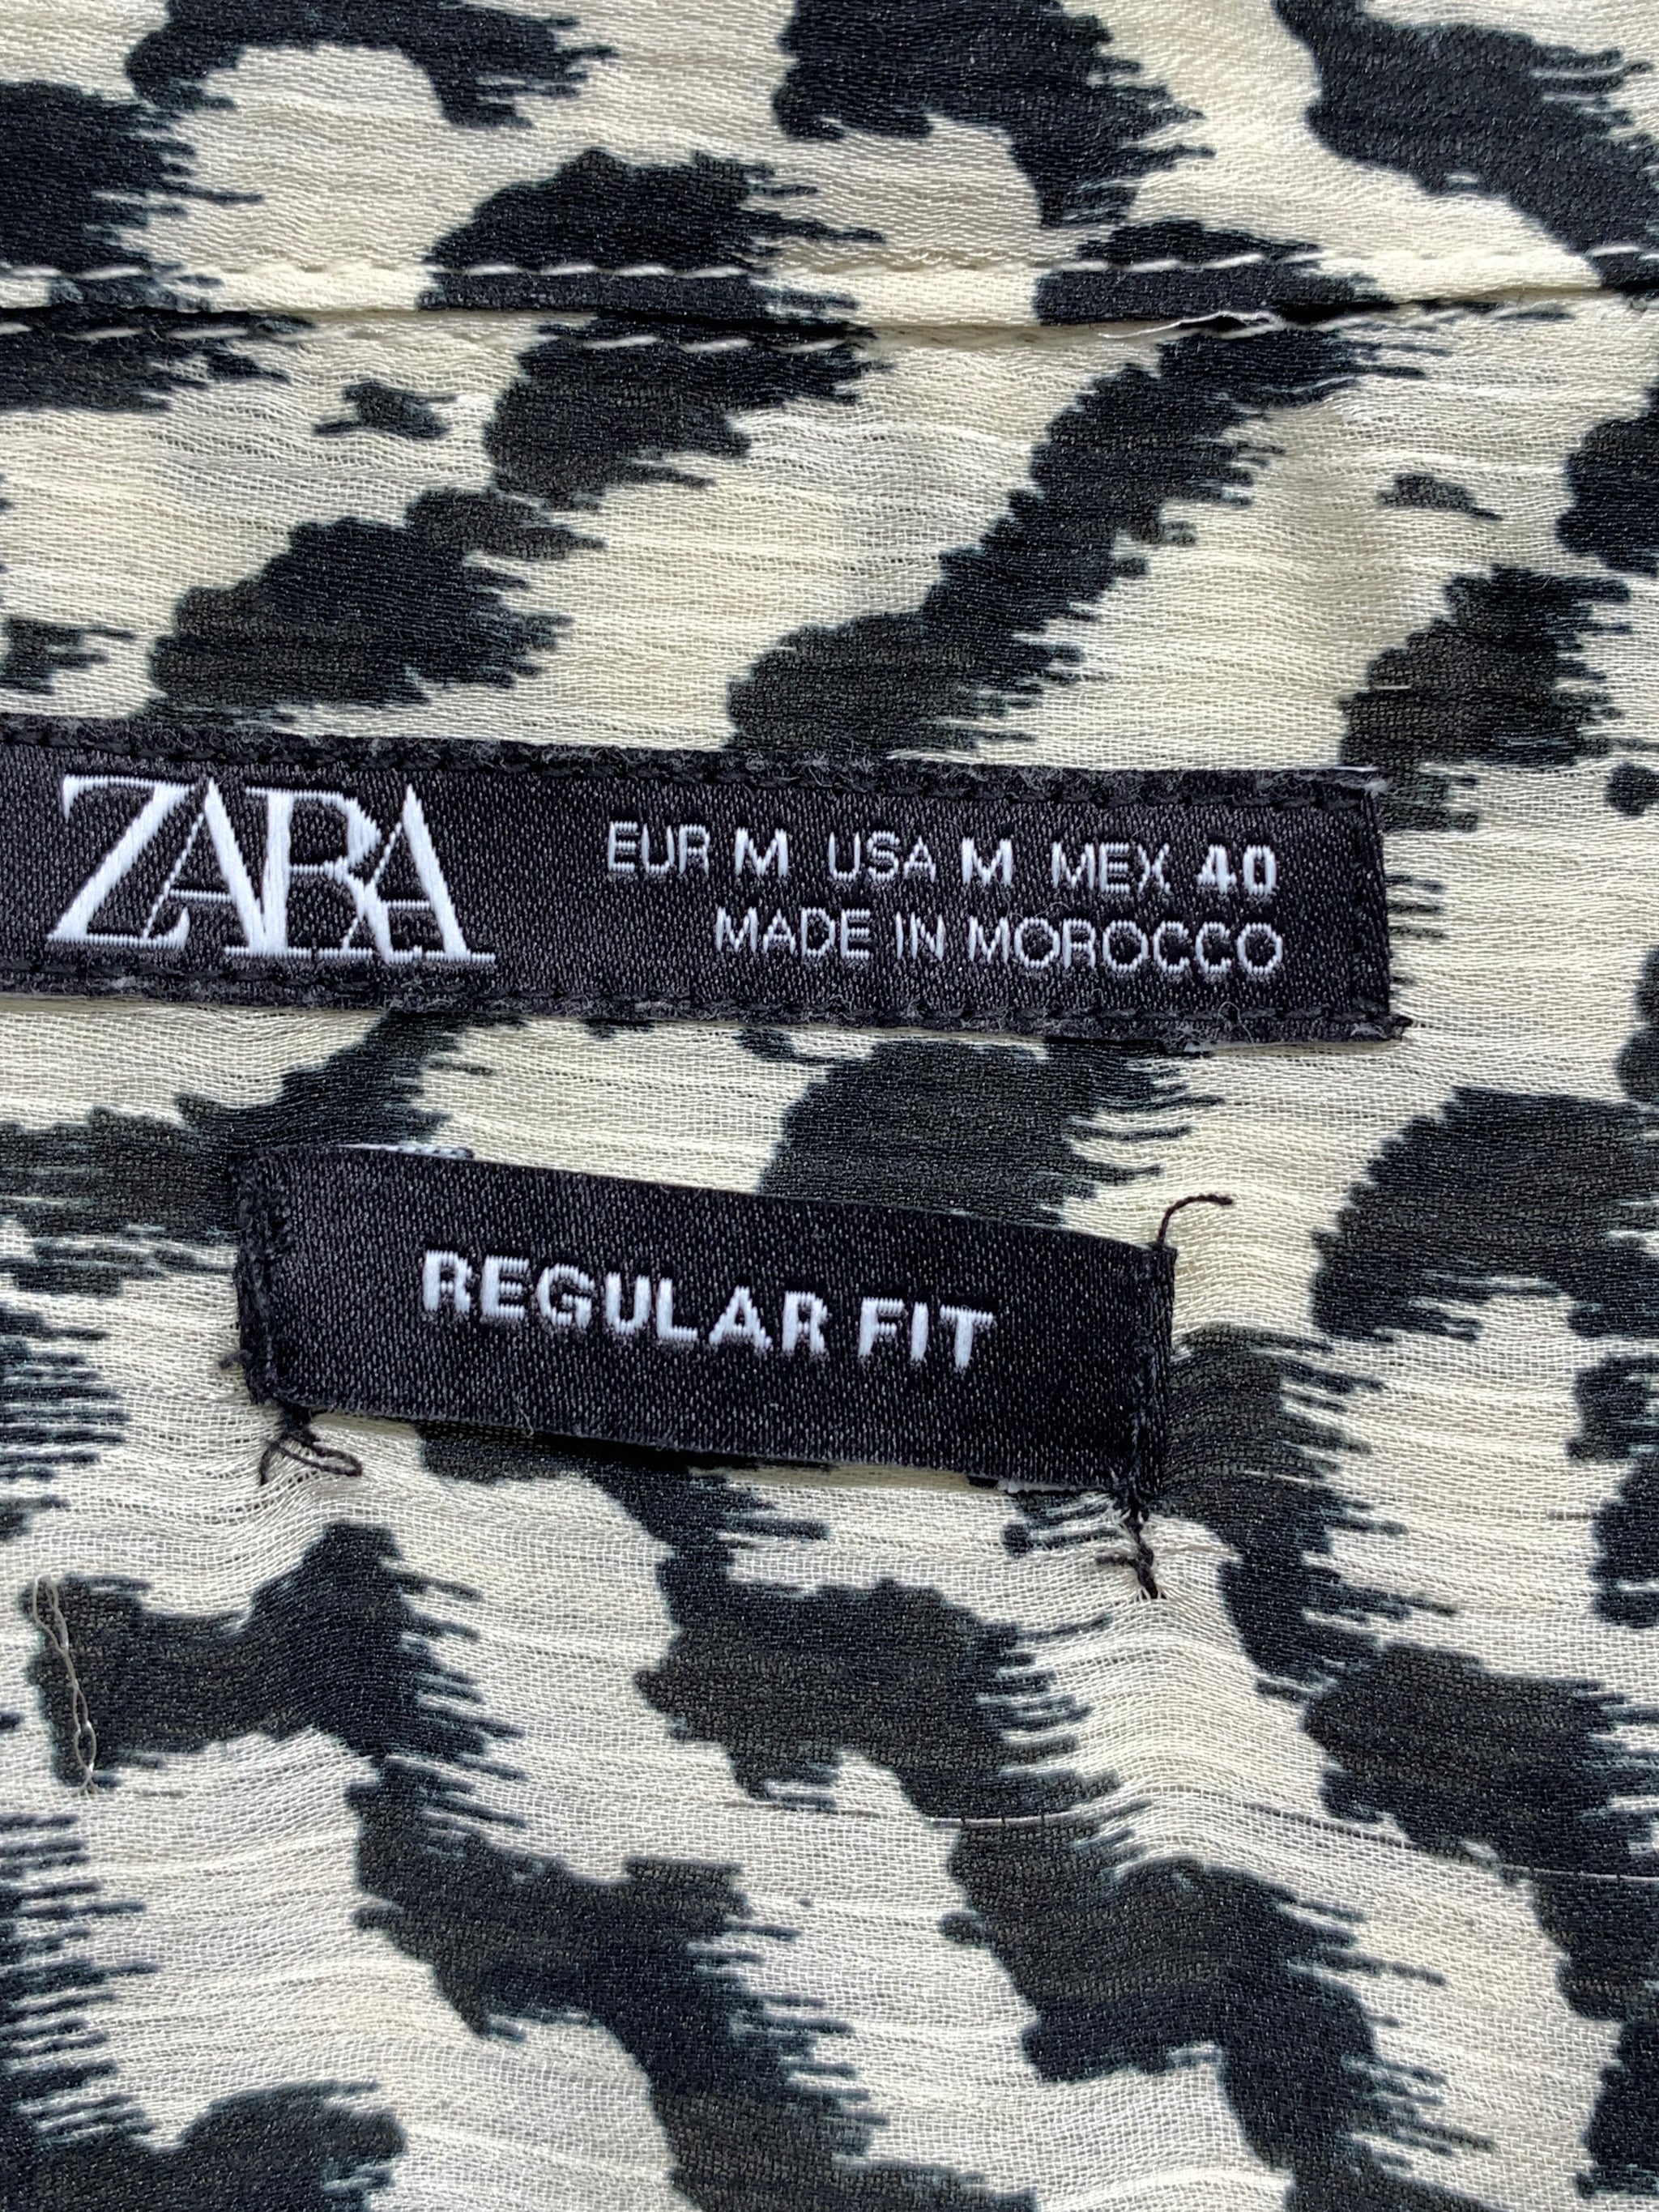 ZARA
EUR M USA M MEX 40
MADE IN MOROCCO
REGULAR FIT